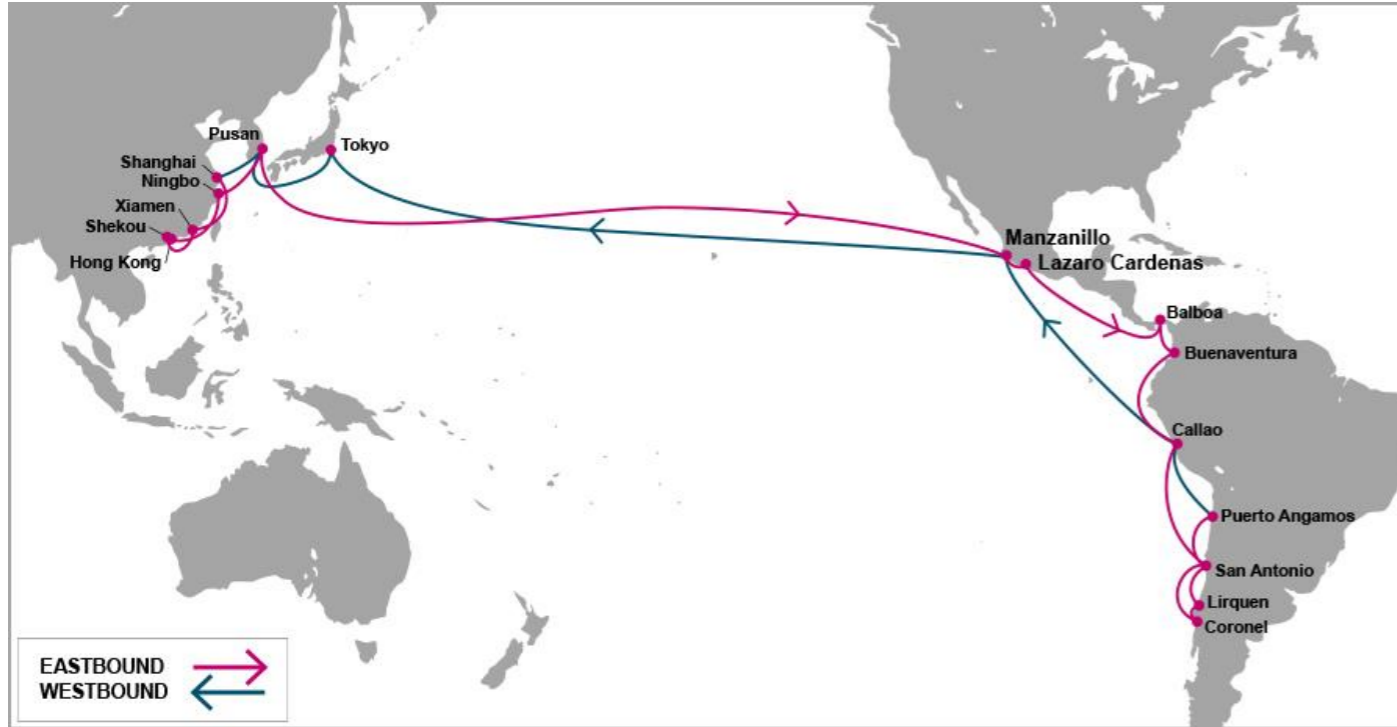 Pusan
Tokyo
Shanghai
Ningbo
Xiamen
Shekou
Hong Kong
Manzanillo
Lazaro Cardenas
Balboa
Buenaventura
Callao
Puerto Angamos
San Antonio
Lirquen
Coronel
EASTBOUND
WESTBOUND